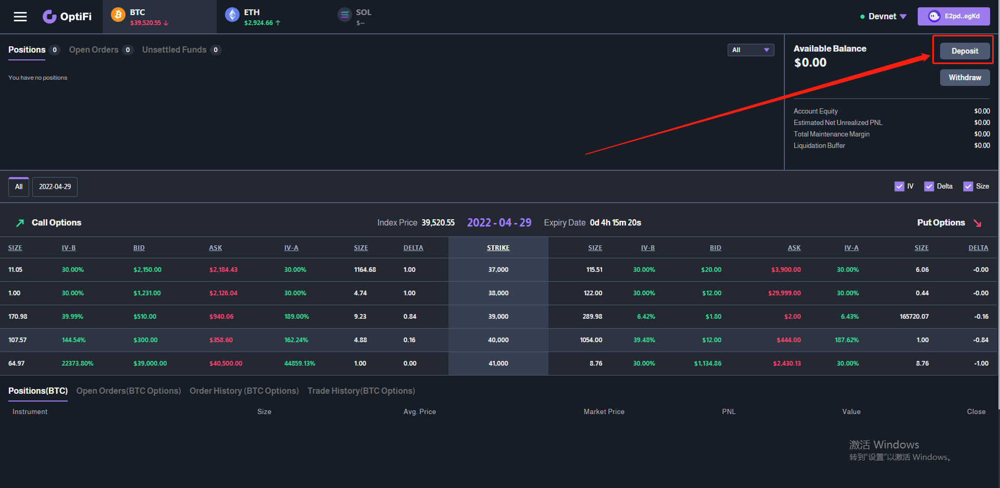 OptiFi
BTC
$39,520.55 ↓
ETH
$2,924.66 ↑
SOL
$--
Devnet
E2pd..egKd
Positions 0 Open Orders 0 Unsettled Funds 0
All
You have no positions
Available Balance
$0.00
Deposit
Withdraw
Account Equity $0.00
Estimated Net Unrealized PNL $0.00
Total Maintenance Margin $0.00
Liquidation Buffer $0.00
All 2022-04-29
IV Delta Size
Call Options
Index Price 39,520.55 2022 - 04 - 29 Expiry Date 0d 4h 15m 20s
Put Options
SIZE IV-B BID ASK IV-A SIZE DELTA STRIKE SIZE IV-B BID ASK IV-A SIZE DELTA
11.05 30.00% $2,150.00 $2,184.43 30.00% 1164.68 1.00 37,000 115.51 30.00% $20.00 $3,900.00 30.00% 6.06 -0.00
1.00 30.00% $1,231.00 $2,126.04 30.00% 4.74 1.00 38,000 122.00 30.00% $12.00 $29,999.00 30.00% 0.44 -0.00
170.98 39.99% $510.00 $940.06 189.00% 9.23 0.84 39,000 289.98 6.42% $1.80 $2.00 6.43% 165720.07 -0.16
107.57 144.54% $300.00 $358.60 162.24% 4.88 0.16 40,000 1054.00 39.48% $12.00 $444.00 187.62% 1.00 -0.84
64.97 22373.80% $39,000.00 $40,500.00 44859.13% 1.00 0.00 41,000 8.76 30.00% $1,134.86 $2,430.13 30.00% 8.76 -1.00
Positions(BTC) Open Orders(BTC Options) Order History (BTC Options) Trade History(BTC Options)
Instrument Size Avg. Price Market Price PNL Value Close
激活 Windows
转到“设置”以激活 Windows。